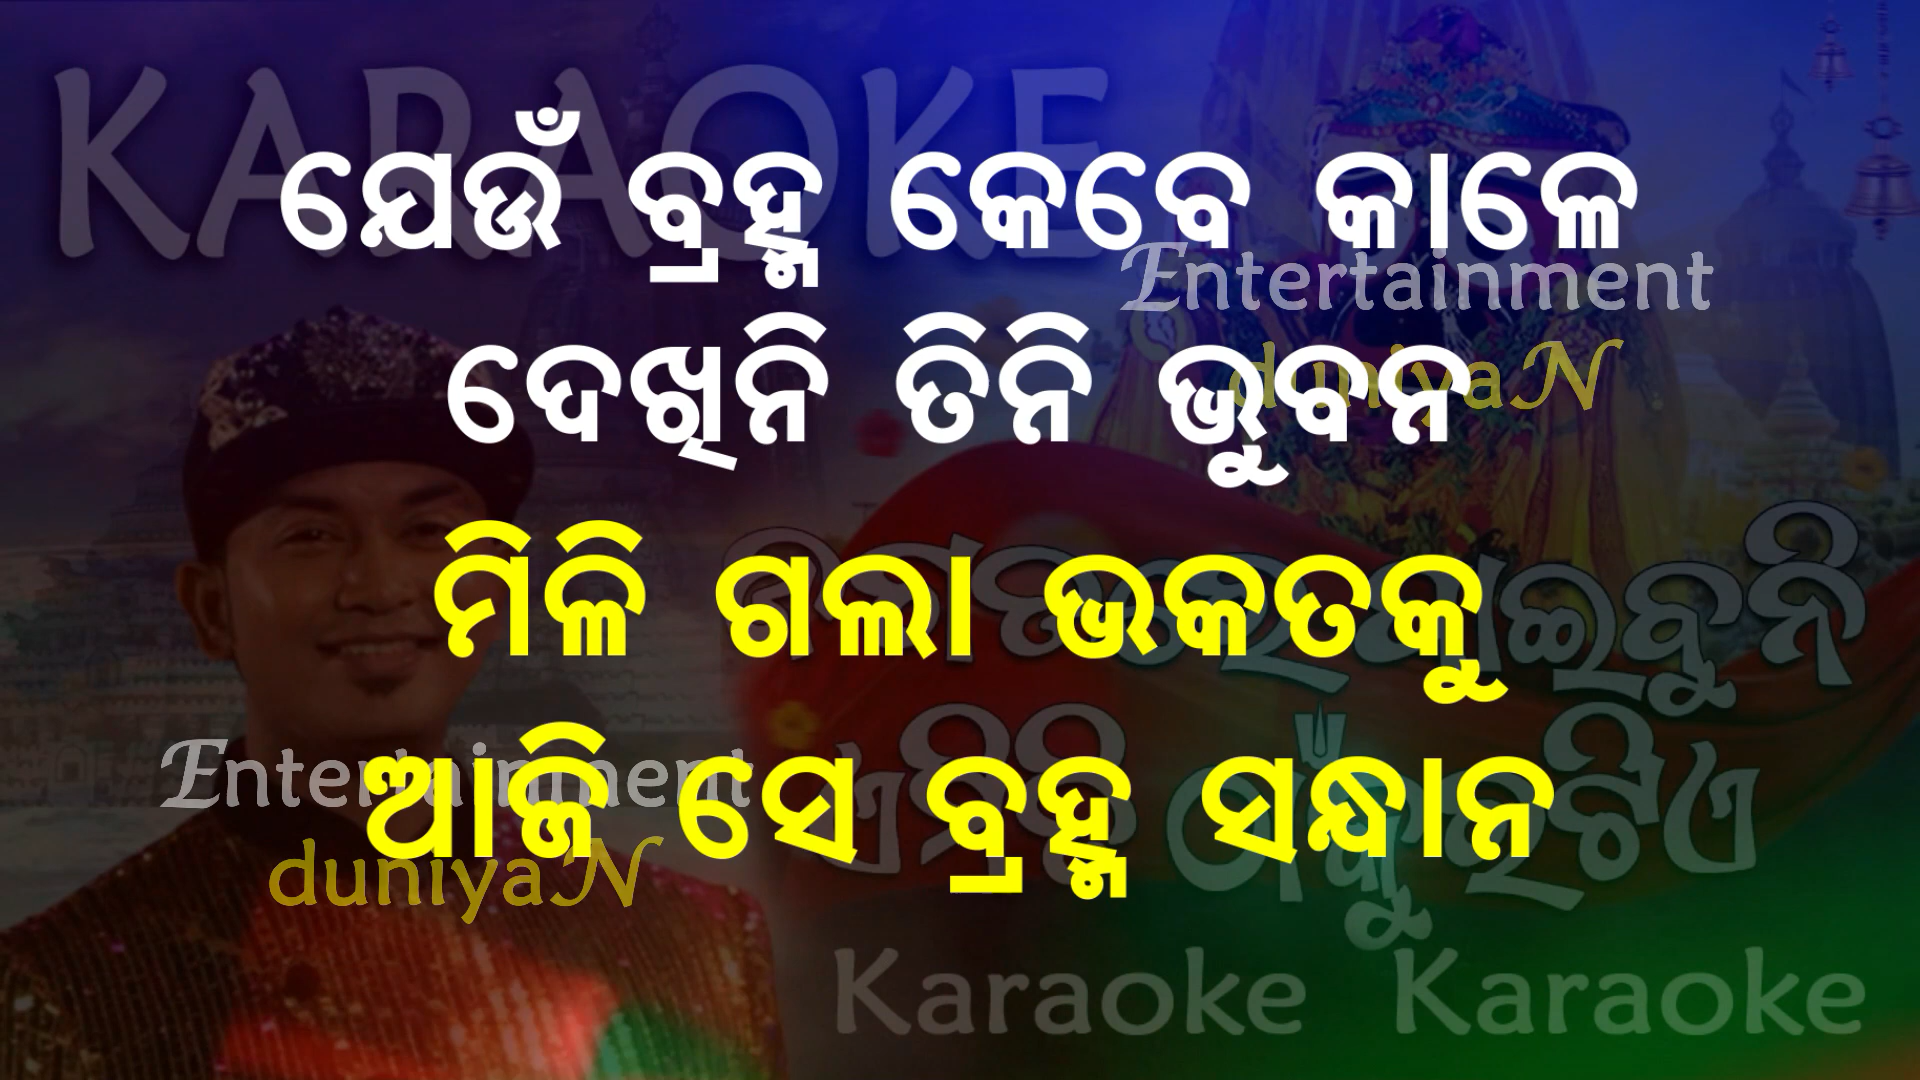 KARAOKE
ଯେଉଁ ବ୍ରହ୍ମ କେବେ କାଳେ
Entertainment
ଦେଖିନି ତିନି ଭୁବନ
duniyaN
ମିଳି ଗଲା ଭକତକୁ
ଆଜି ସେ ବ୍ରହ୍ମ ସନ୍ଧାନ
Entertainment
duniyaN
Karaoke Karaoke